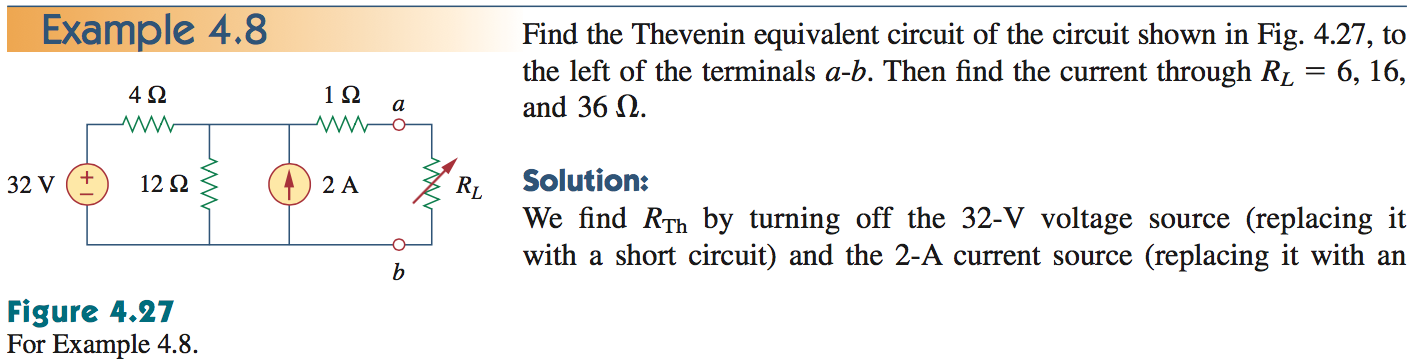 Example 4.8
Find the Thevenin equivalent circuit of the circuit shown in Fig. 4.27, to
the left of the terminals a-b. Then find the current through R_L = 6, 16,
and 36 Ω.
4 Ω
1 Ω
a
32 V
+
12 Ω
2 A
R_L
b
Solution:
We find R_Th by turning off the 32-V voltage source (replacing it
with a short circuit) and the 2-A current source (replacing it with an
Figure 4.27
For Example 4.8.